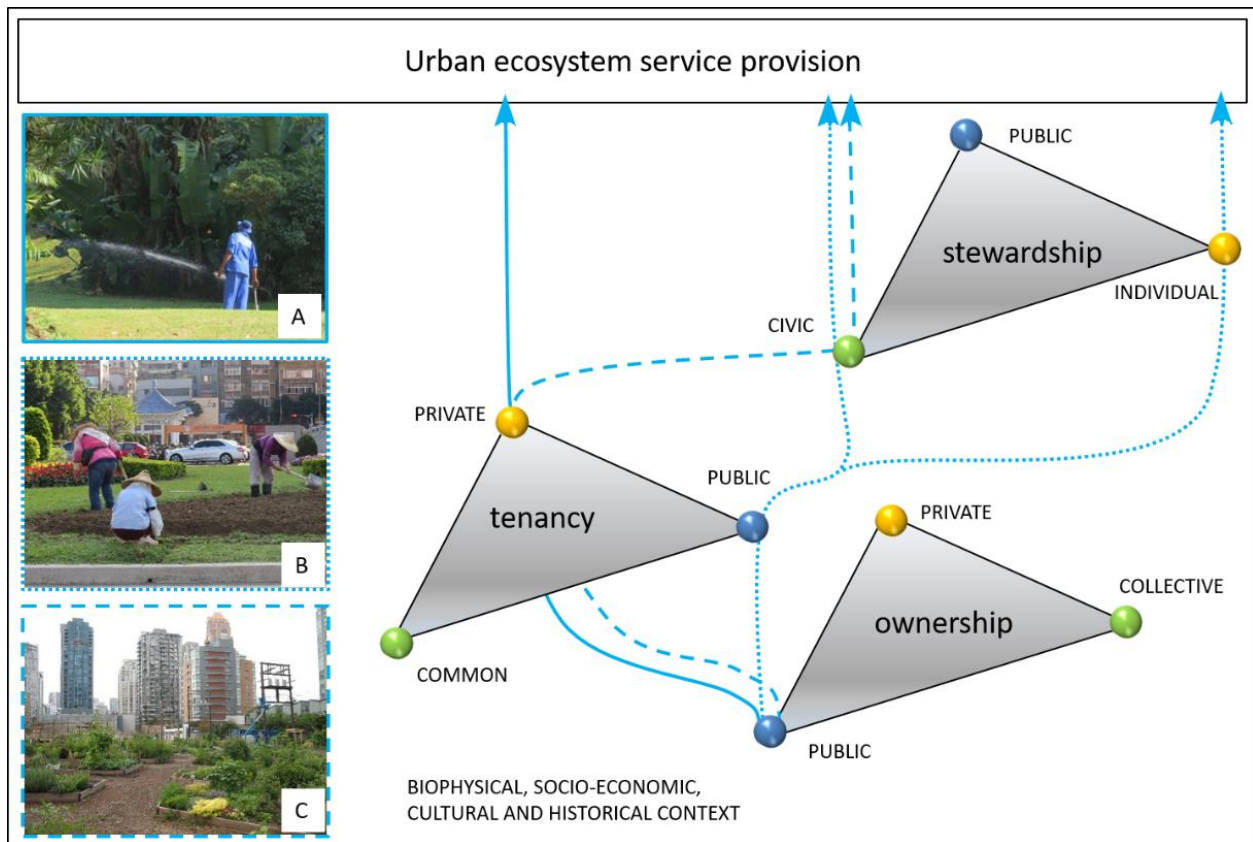 Urban ecosystem service provision
A
B
C
PUBLIC
stewardship
INDIVIDUAL
CIVIC
PRIVATE
PUBLIC
tenancy
COMMON
PRIVATE
COLLECTIVE
ownership
PUBLIC
BIOPHYSICAL, SOCIO-ECONOMIC,
CULTURAL AND HISTORICAL CONTEXT